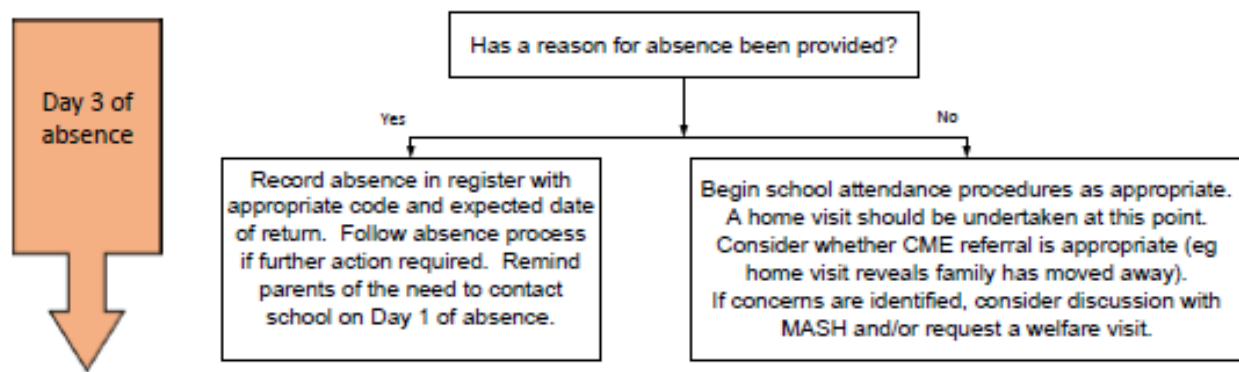 Has a reason for absence been provided?
Day 3 of
absence
Yes
No
Record absence in register with
appropriate code and expected date
of return.  Follow absence process
if further action required.  Remind
parents of the need to contact
school on Day 1 of absence.
Begin school attendance procedures as appropriate.
A home visit should be undertaken at this point.
Consider whether CME referral is appropriate (eg
home visit reveals family has moved away).
If concerns are identified, consider discussion with
MASH and/or request a welfare visit.